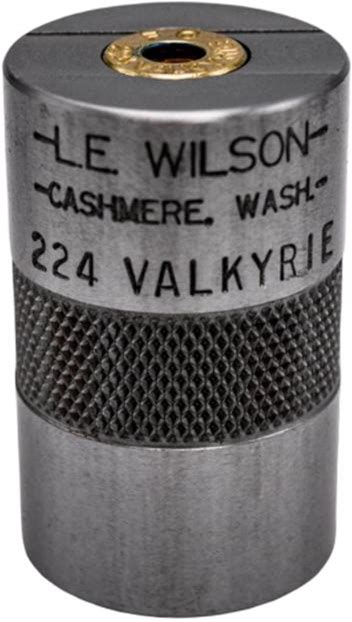 -L.E. WILSON-
-CASHMERE, WASH.-
224 VALKYRIE